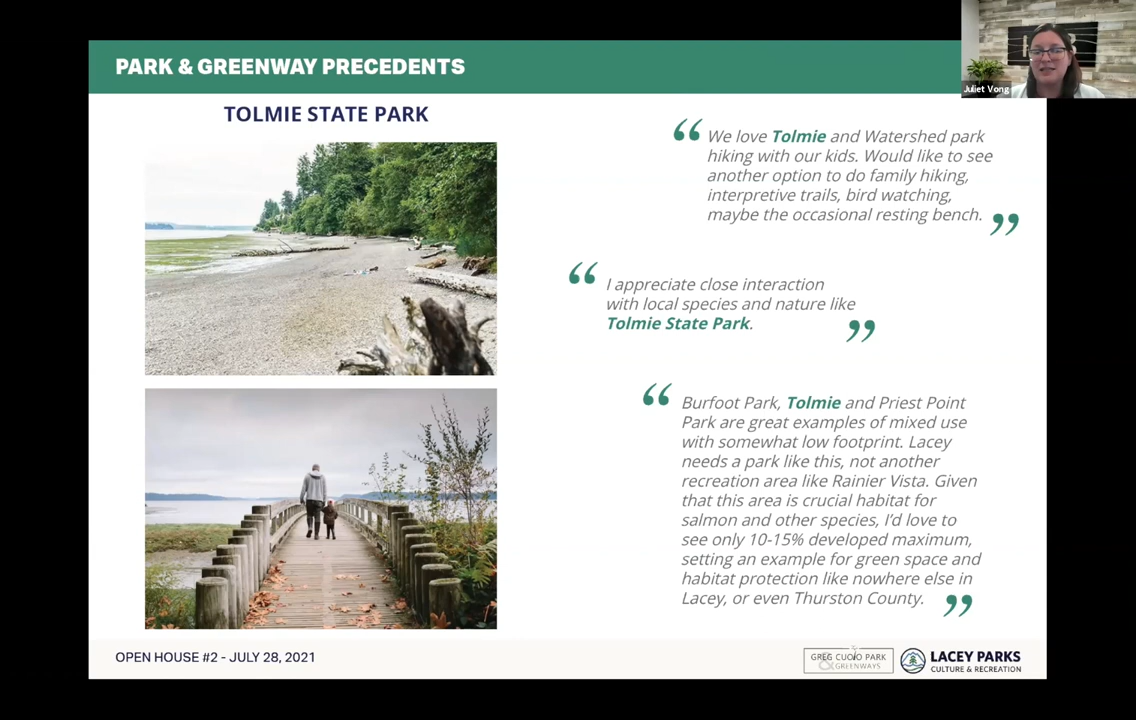 PARK & GREENWAY PRECEDENTS
Juliet Vong
TOLMIE STATE PARK
“ We love Tolmie and Watershed park
hiking with our kids. Would like to see
another option to do family hiking,
interpretive trails, bird watching,
maybe the occasional resting bench. ”
“ I appreciate close interaction
with local species and nature like
Tolmie State Park. ”
“ Burfoot Park, Tolmie and Priest Point
Park are great examples of mixed use
with somewhat low footprint. Lacey
needs a park like this, not another
recreation area like Rainier Vista. Given
that this area is crucial habitat for
salmon and other species, I’d love to
see only 10-15% developed maximum,
setting an example for green space and
habitat protection like nowhere else in
Lacey, or even Thurston County. ”
OPEN HOUSE #2 - JULY 28, 2021
GREG CUOIO PARK
& GREENWAYS
LACEY PARKS
CULTURE & RECREATION